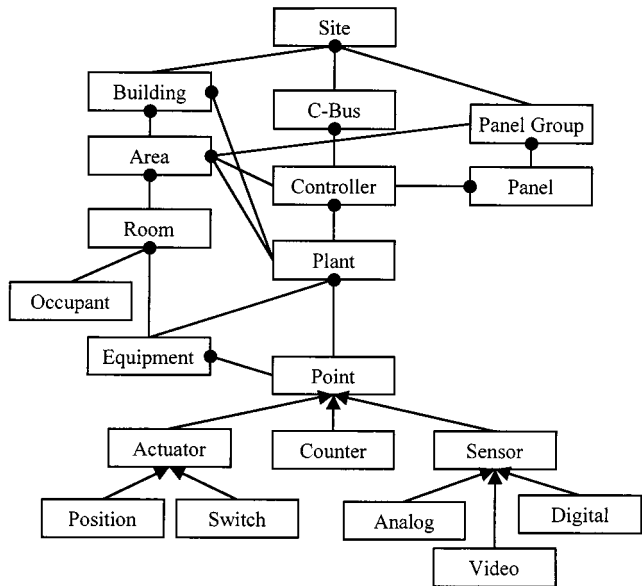 Site
Building
C-Bus
Panel Group
Area
Controller
Panel
Room
Plant
Occupant
Equipment
Point
Actuator
Counter
Sensor
Position
Switch
Analog
Digital
Video